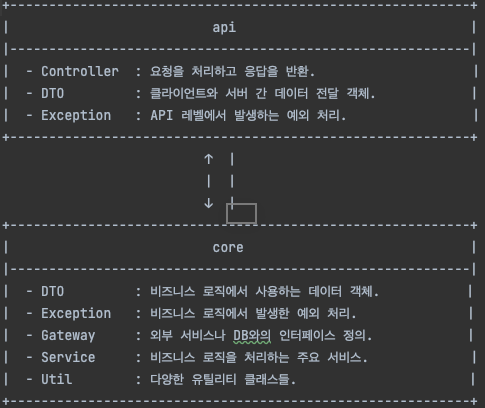 +------------------------------------------------------------+
| api |
|------------------------------------------------------------|
| - Controller : 요청을 처리하고 응답을 반환. |
| - DTO : 클라이언트와 서버 간 데이터 전달 객체. |
| - Exception : API 레벨에서 발생하는 예외 처리. |
+------------------------------------------------------------+
↑ |
| |
↓ |
+------------------------------------------------------------+
| core |
|------------------------------------------------------------|
| - DTO : 비즈니스 로직에서 사용하는 데이터 객체. |
| - Exception : 비즈니스 로직에서 발생한 예외 처리. |
| - Gateway : 외부 서비스나 DB와의 인터페이스 정의. |
| - Service : 비즈니스 로직을 처리하는 주요 서비스. |
| - Util : 다양한 유틸리티 클래스들. |
+------------------------------------------------------------+